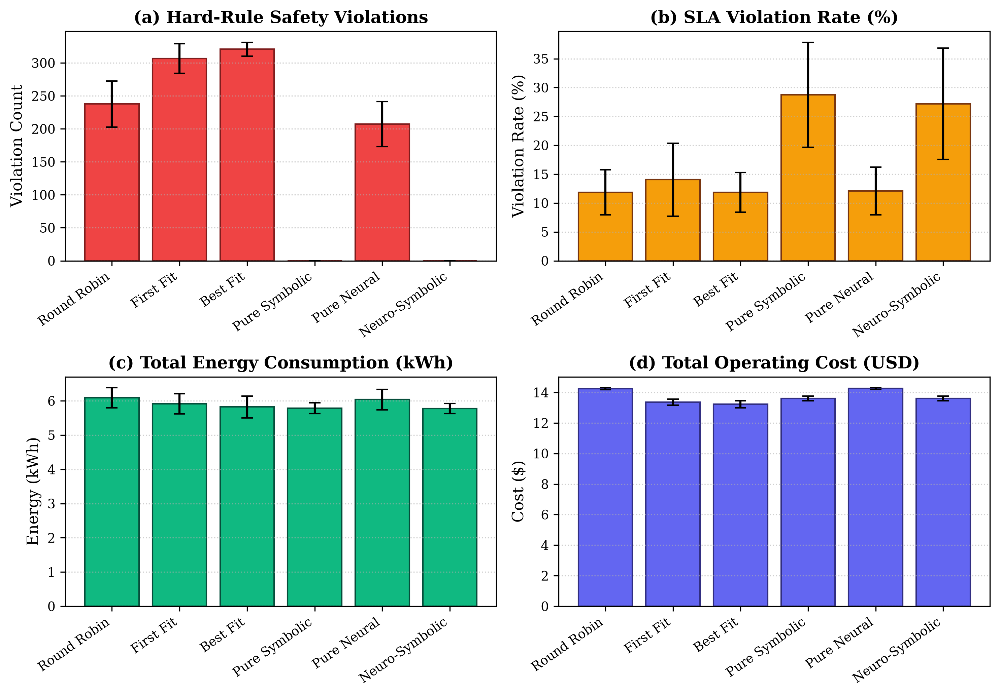 (a) Hard-Rule Safety Violations
Violation Count
300
250
200
150
100
50
0
Round Robin
First Fit
Best Fit
Pure Symbolic
Pure Neural
Neuro-Symbolic
(b) SLA Violation Rate (%)
Violation Rate (%)
35
30
25
20
15
10
5
0
Round Robin
First Fit
Best Fit
Pure Symbolic
Pure Neural
Neuro-Symbolic
(c) Total Energy Consumption (kWh)
Energy (kWh)
6
5
4
3
2
1
0
Round Robin
First Fit
Best Fit
Pure Symbolic
Pure Neural
Neuro-Symbolic
(d) Total Operating Cost (USD)
Cost ($)
14
12
10
8
6
4
2
0
Round Robin
First Fit
Best Fit
Pure Symbolic
Pure Neural
Neuro-Symbolic